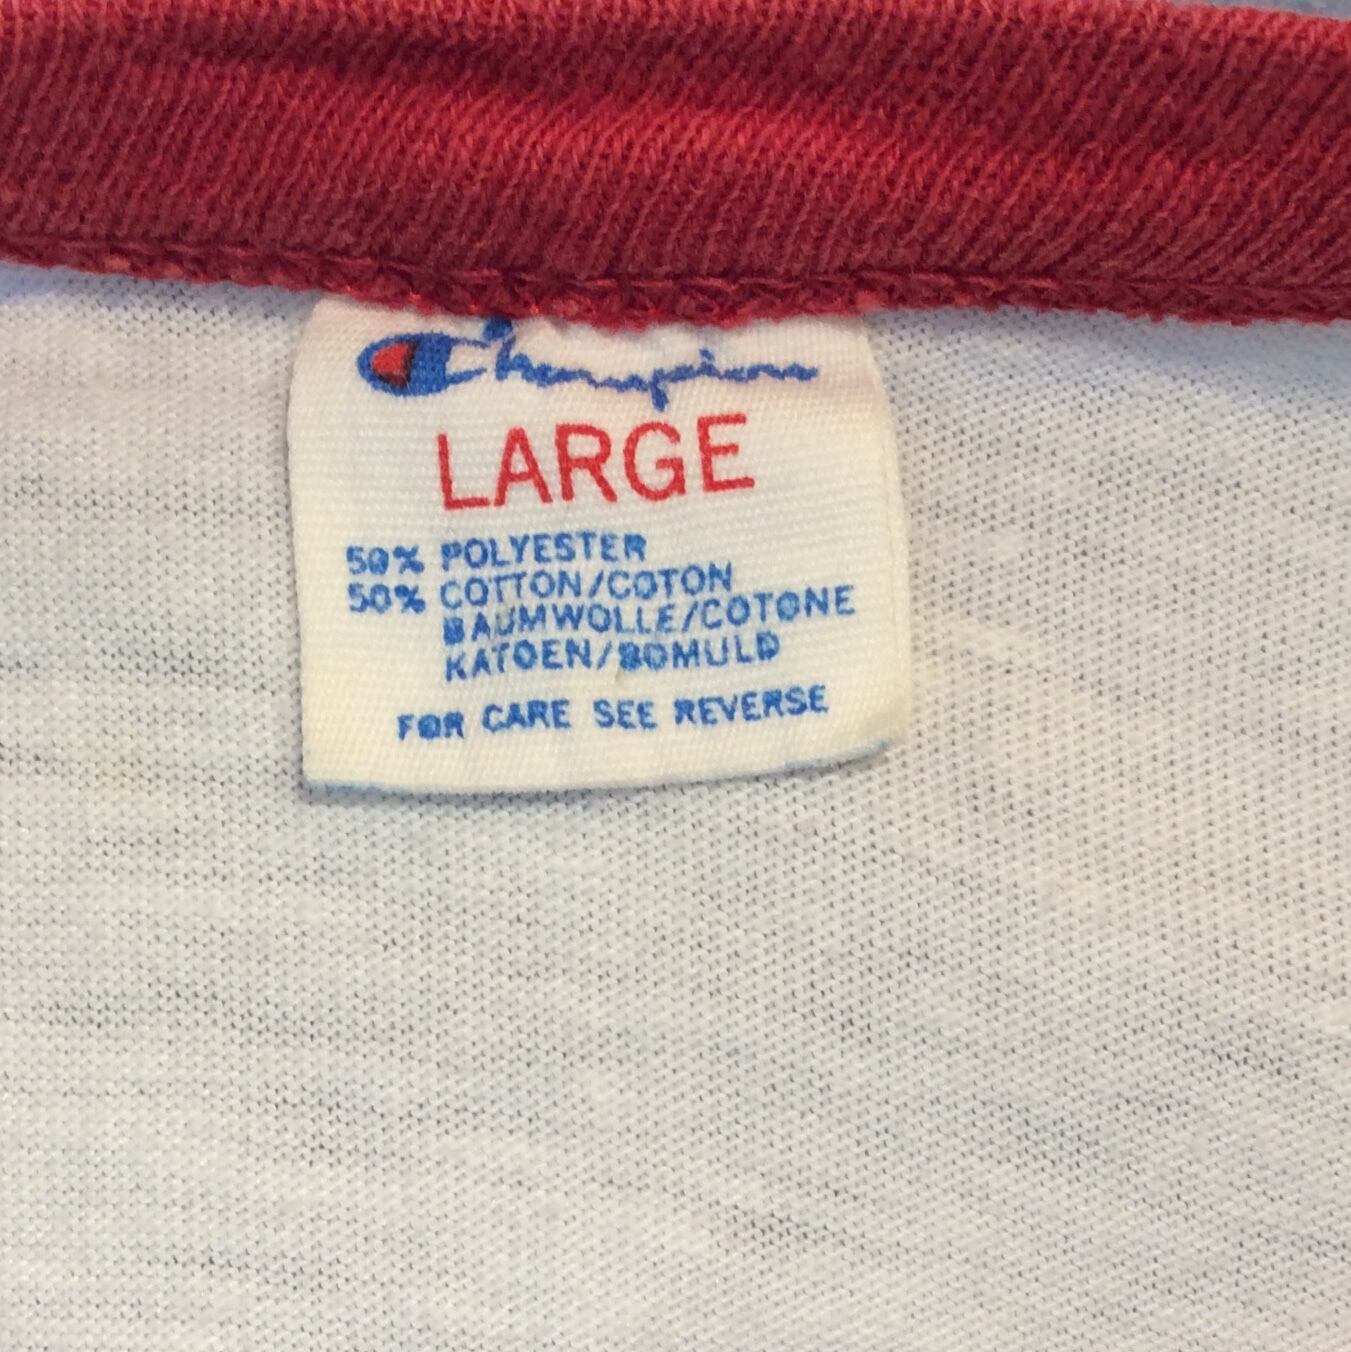 Champion
LARGE
50% POLYESTER
50% COTTON/COTON
BAUMWOLLE/COTONE
KATOEN/BOMULD
FOR CARE SEE REVERSE